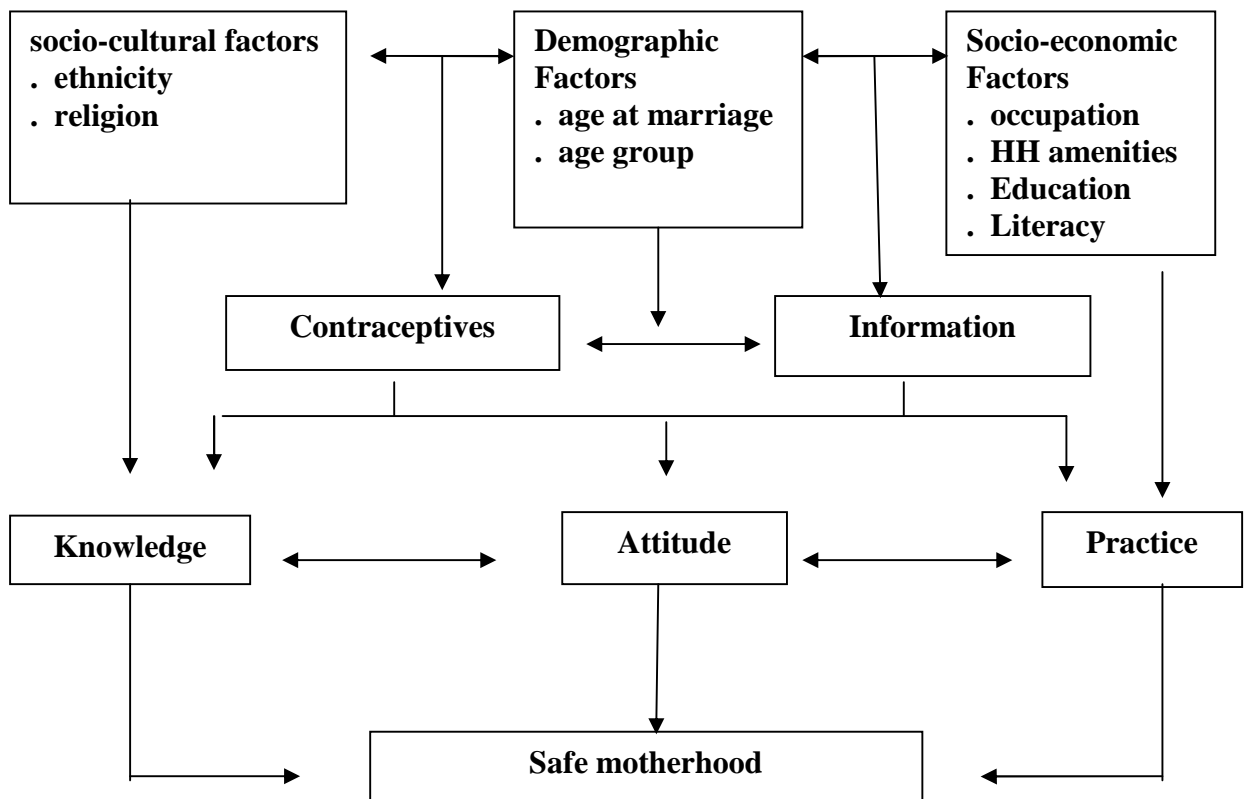 socio-cultural factors
. ethnicity
. religion
Demographic
Factors
. age at marriage
. age group
Socio-economic
Factors
. occupation
. HH amenities
. Education
. Literacy
Contraceptives
Information
Knowledge
Attitude
Practice
Safe motherhood